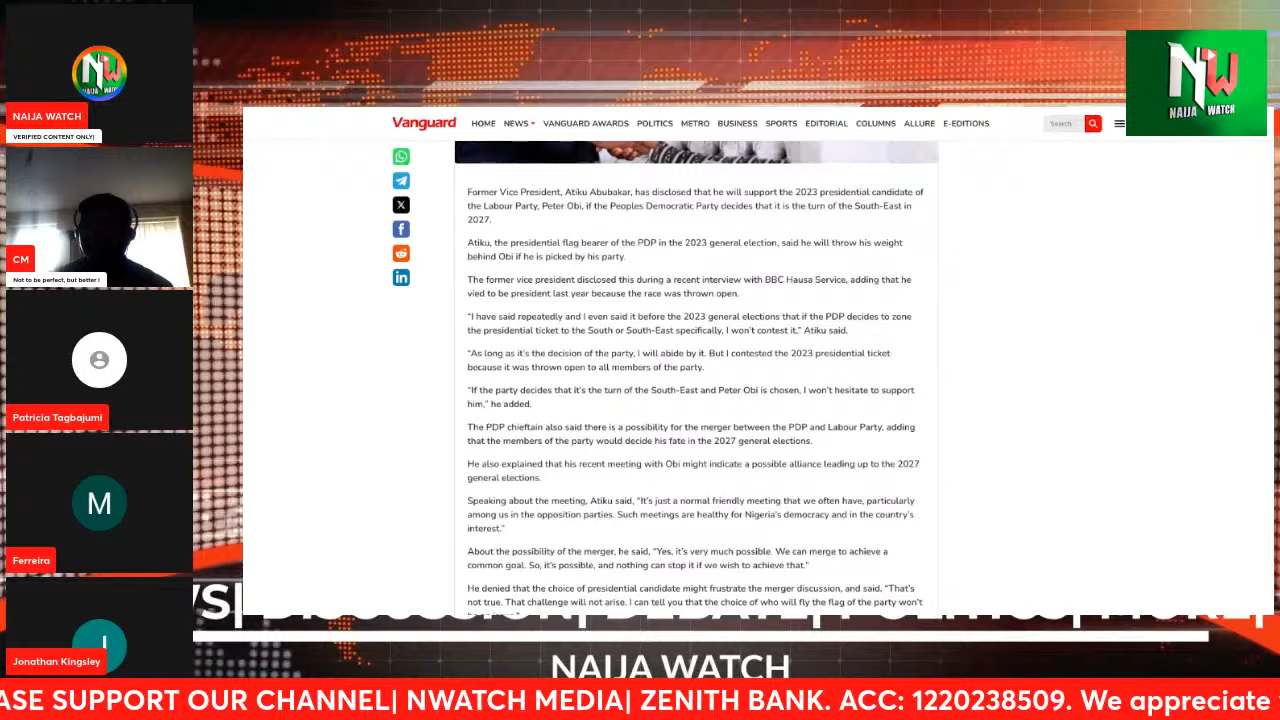 NW
NAIJA WATCH
NAIJA WATCH
VERIFIED CONTENT ONLY|
CM
Not to be perfect, but better !
Patricia Tagbajumi
M
Ferreira
J
Jonathan Kingsley
NW
NAIJA WATCH
Vanguard HOME NEWS VANGUARD AWARDS POLITICS METRO BUSINESS SPORTS EDITORIAL COLUMNS ALLURE E-EDITIONS Search
Former Vice President, Atiku Abubakar, has disclosed that he will support the 2023 presidential candidate of
the Labour Party, Peter Obi, if the Peoples Democratic Party decides that it is the turn of the South-East in
2027.
Atiku, the presidential flag bearer of the PDP in the 2023 general election, said he will throw his weight
behind Obi if he is picked by his party.
The former vice president disclosed this during a recent interview with BBC Hausa Service, adding that he
vied to be president last year because the race was thrown open.
“I have said repeatedly and I even said it before the 2023 general elections that if the PDP decides to zone
the presidential ticket to the South or South-East specifically, I won’t contest it,” Atiku said.
“As long as it’s the decision of the party, I will abide by it. But I contested the 2023 presidential ticket
because it was thrown open to all members of the party.
“If the party decides that it’s the turn of the South-East and Peter Obi is chosen, I won’t hesitate to support
him,” he added.
The PDP chieftain also said there is a possibility for the merger between the PDP and Labour Party, adding
that the members of the party would decide his fate in the 2027 general elections.
He also explained that his recent meeting with Obi might indicate a possible alliance leading up to the 2027
general elections.
Speaking about the meeting, Atiku said, “It’s just a normal friendly meeting that we often have, particularly
among us in the opposition parties. Such meetings are healthy for Nigeria’s democracy and in the country’s
interest.”
About the possibility of the merger, he said, “Yes, it’s very much possible. We can merge to achieve a
common goal. So, it’s possible, and nothing can stop it if we wish to achieve that.”
He denied that the choice of presidential candidate might frustrate the merger discussion, and said, “That’s
not true. That challenge will not arise. I can tell you that the choice of who will fly the flag of the party won’t
NAIJA WATCH
ASE SUPPORT OUR CHANNEL| NWATCH MEDIA| ZENITH BANK. ACC: 1220238509. We appreciate